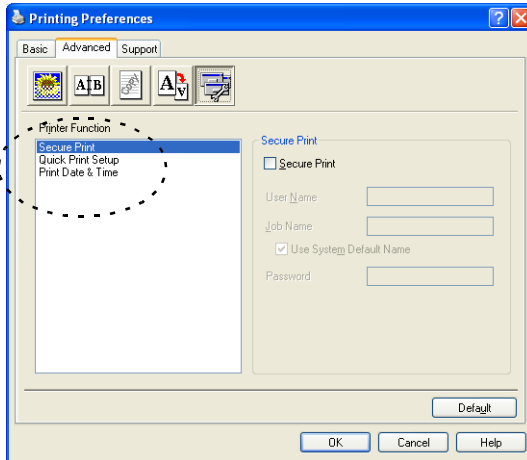 Printing Preferences
Basic Advanced Support
A B
A
v
Printer Function
Secure Print
Quick Print Setup
Print Date & Time
Secure Print
Secure Print
User Name
Job Name
Use System Default Name
Password
Default
OK Cancel Help